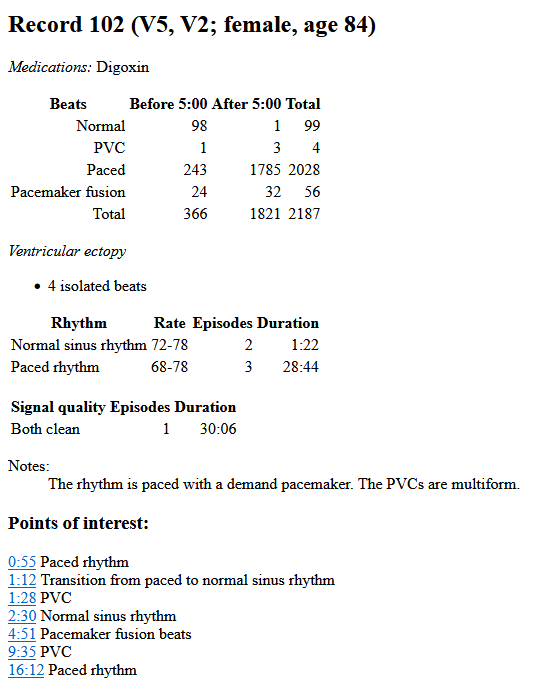 Record 102 (V5, V2; female, age 84)
Medications: Digoxin
Beats Before 5:00 After 5:00 Total
Normal 98 1 99
PVC 1 3 4
Paced 243 1785 2028
Pacemaker fusion 24 32 56
Total 366 1821 2187
Ventricular ectopy
• 4 isolated beats
Rhythm Rate Episodes Duration
Normal sinus rhythm 72-78 2 1:22
Paced rhythm 68-78 3 28:44
Signal quality Episodes Duration
Both clean 1 30:06
Notes:
The rhythm is paced with a demand pacemaker. The PVCs are multiform.
Points of interest:
0:55 Paced rhythm
1:12 Transition from paced to normal sinus rhythm
1:28 PVC
2:30 Normal sinus rhythm
4:51 Pacemaker fusion beats
9:35 PVC
16:12 Paced rhythm